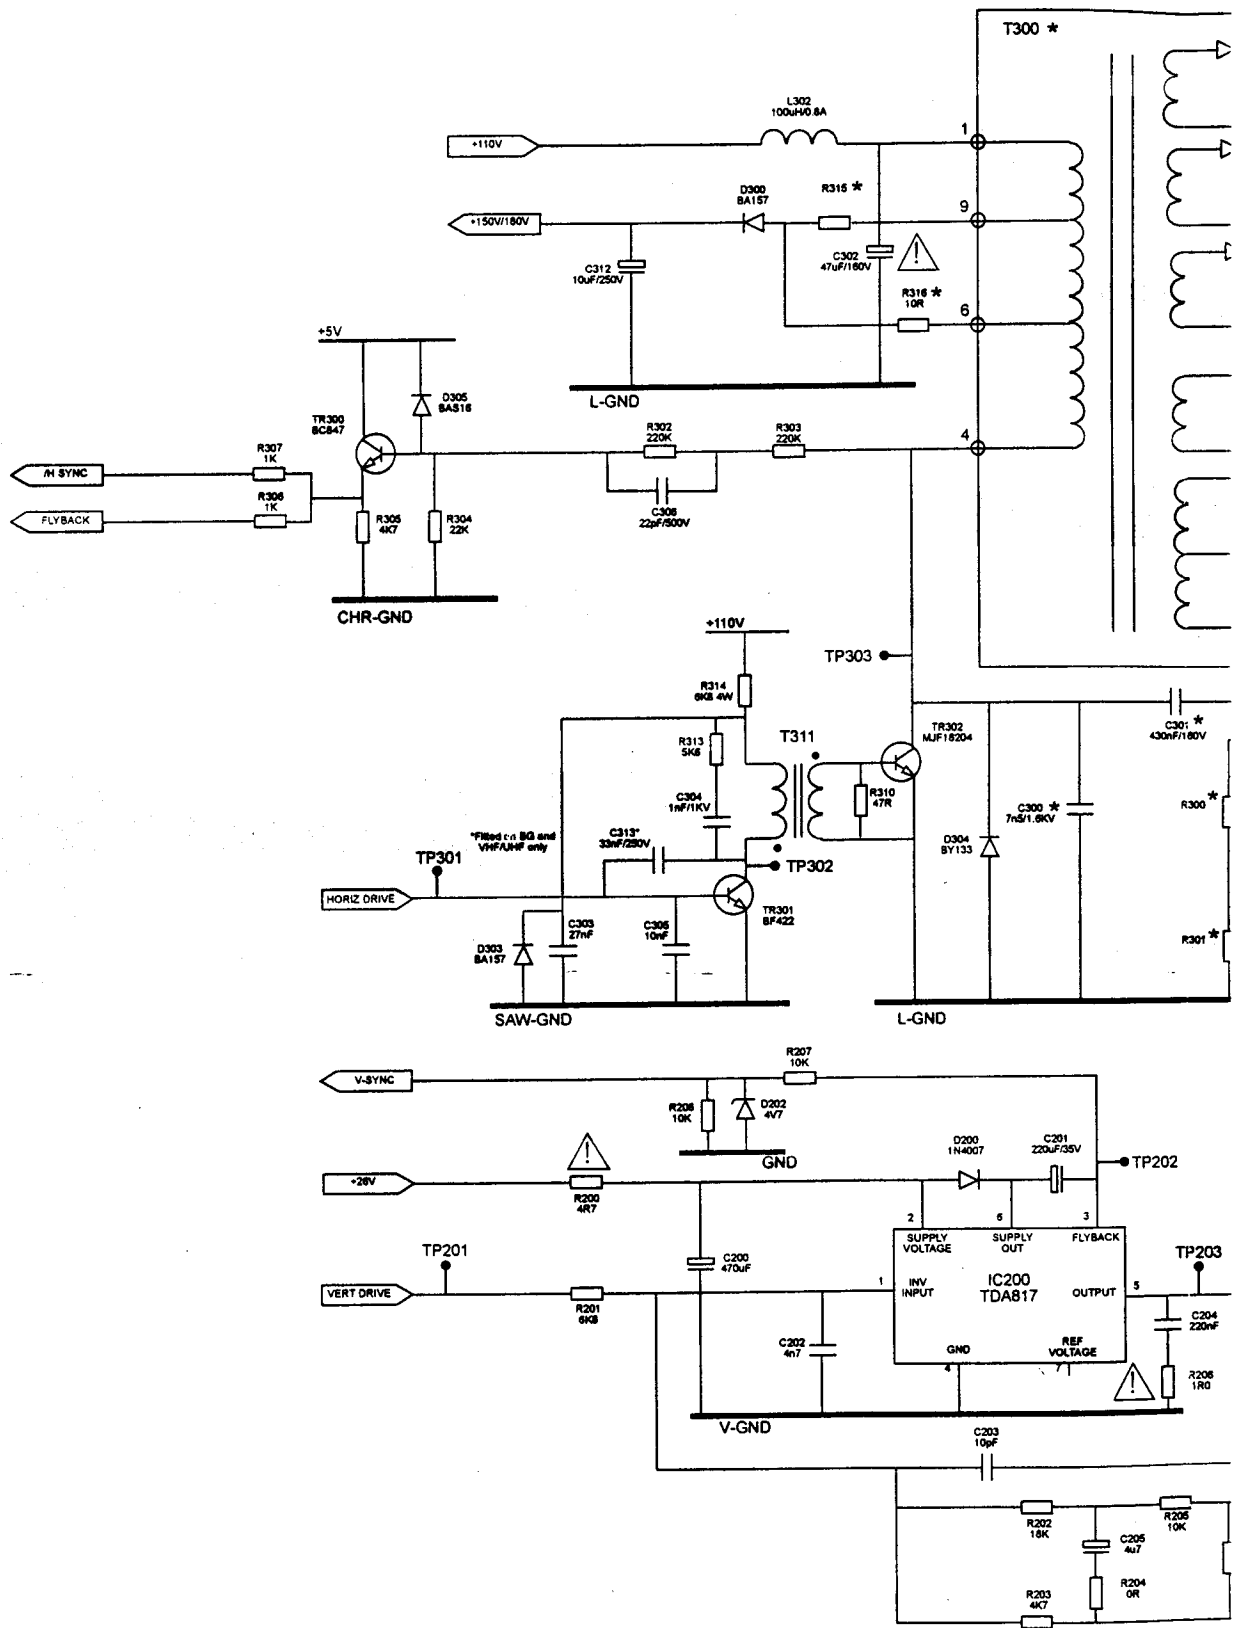 T300 *
L302
100uH/0.8A
+110V
1
D300
BA157
R315 *
9
+150V/180V
C312
10uF/250V
C302
47uF/160V
!
R316 *
10R
6
+5V
L-GND
D305
BAS16
TR300
BC847
R302
220K
R303
220K
4
R307
1K
/H SYNC
R306
1K
FLYBACK
C306
22pF/500V
R305
4K7
R304
22K
CHR-GND
+110V
TP303
R314
6K8 4W
R313
5K6
T311
TR302
MJF18204
C301 *
430nF/160V
C304
1nF/1KV
R310
47R
C300 *
7n5/1.6KV
R300 *
*Fitted on BG and
VHF/UHF only
C313*
33nF/250V
D304
BY133
TP301
TP302
HORIZ DRIVE
TR301
BF422
D303
BA157
C303
27nF
C305
10nF
R301 *
SAW-GND
L-GND
R207
10K
V-SYNC
R208
10K
D202
4V7
GND
D200
1N4007
C201
220uF/35V
TP202
!
+26V
R200
4R7
2
6
3
SUPPLY
VOLTAGE
SUPPLY
OUT
FLYBACK
TP201
C200
470uF
TP203
VERT DRIVE
R201
6K8
1
INV
INPUT
IC200
TDA817
OUTPUT
5
C204
220nF
C202
4n7
GND
REF
VOLTAGE
4
7
!
R206
1R0
V-GND
C203
10pF
R202
18K
R205
10K
C205
4u7
R203
4K7
R204
0R